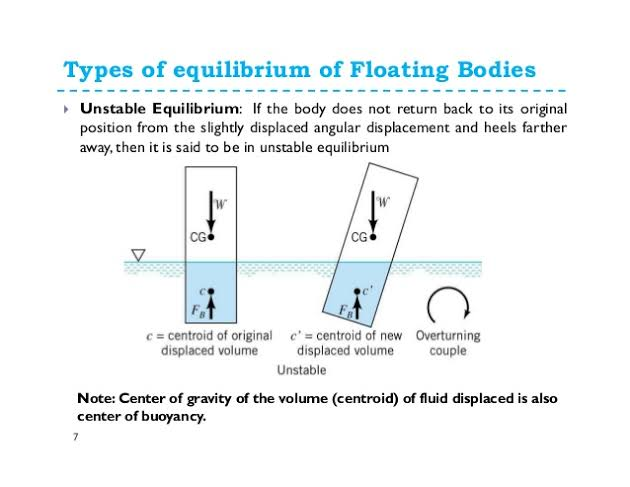 Types of equilibrium of Floating Bodies
Unstable Equilibrium: If the body does not return back to its original
position from the slightly displaced angular displacement and heels farther
away, then it is said to be in unstable equilibrium
W
W
CG
CG
c
c'
FB
FB
c = centroid of original
displaced volume
c' = centroid of new
displaced volume
Overturning
couple
Unstable
Note: Center of gravity of the volume (centroid) of fluid displaced is also
center of buoyancy.
7